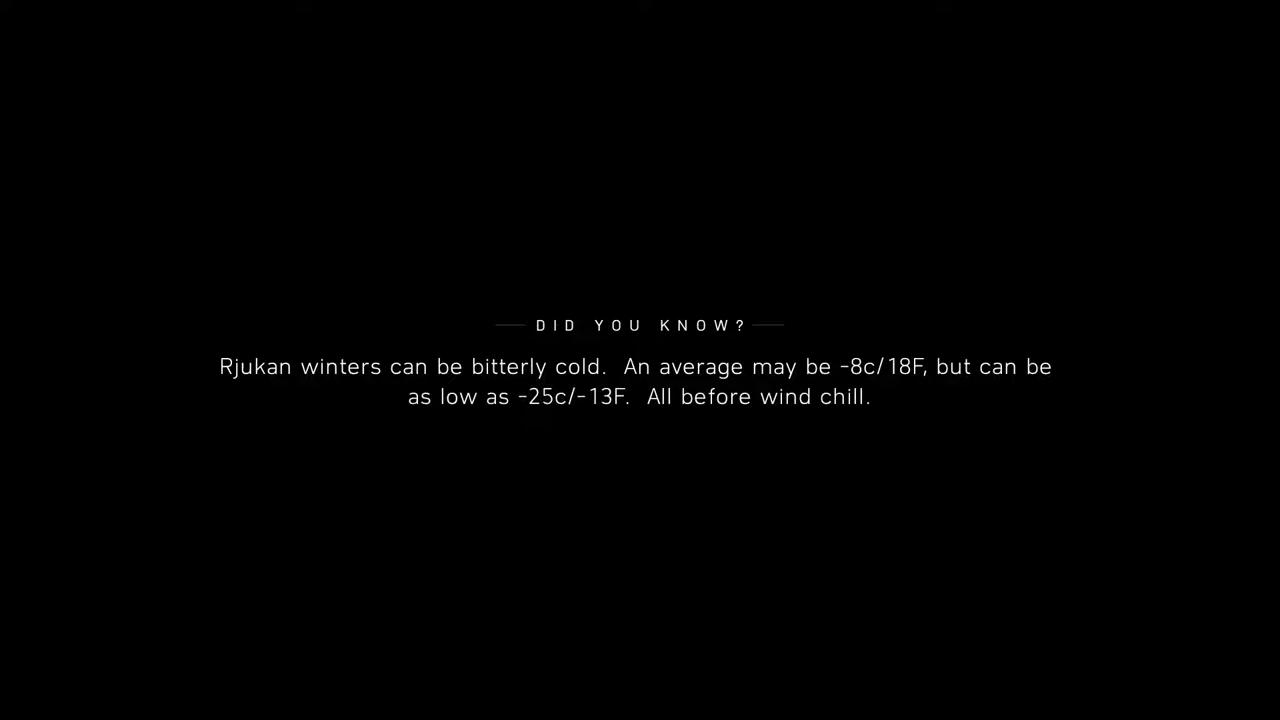 DID YOU KNOW?
Rjukan winters can be bitterly cold.  An average may be -8c/18F, but can be
as low as -25c/-13F.  All before wind chill.